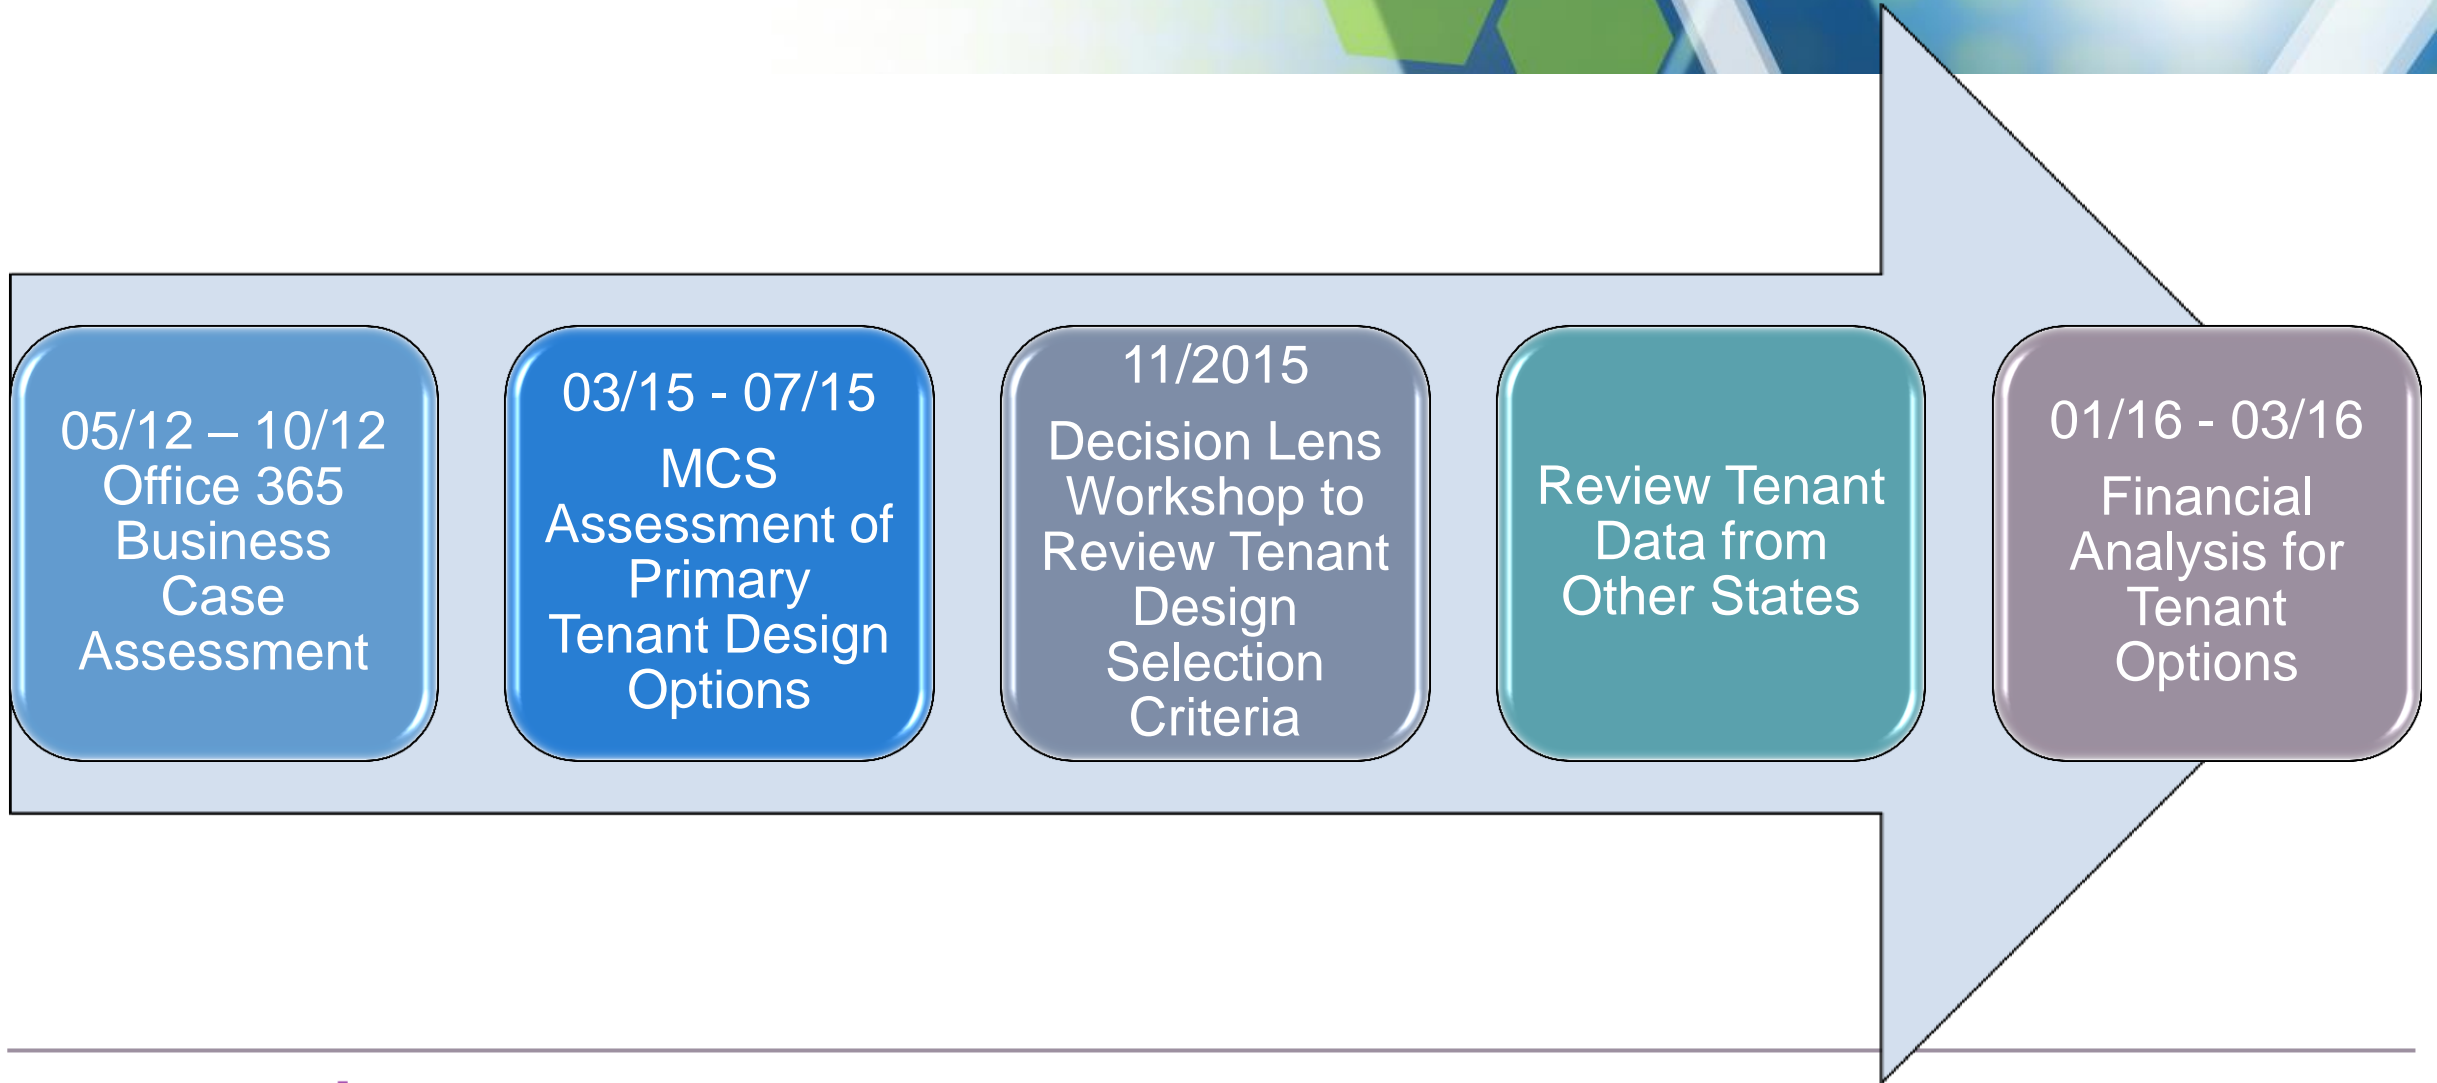 05/12 – 10/12
Office 365
Business
Case
Assessment
03/15 - 07/15
MCS
Assessment of
Primary
Tenant Design
Options
11/2015
Decision Lens
Workshop to
Review Tenant
Design
Selection
Criteria
Review Tenant
Data from
Other States
01/16 - 03/16
Financial
Analysis for
Tenant
Options